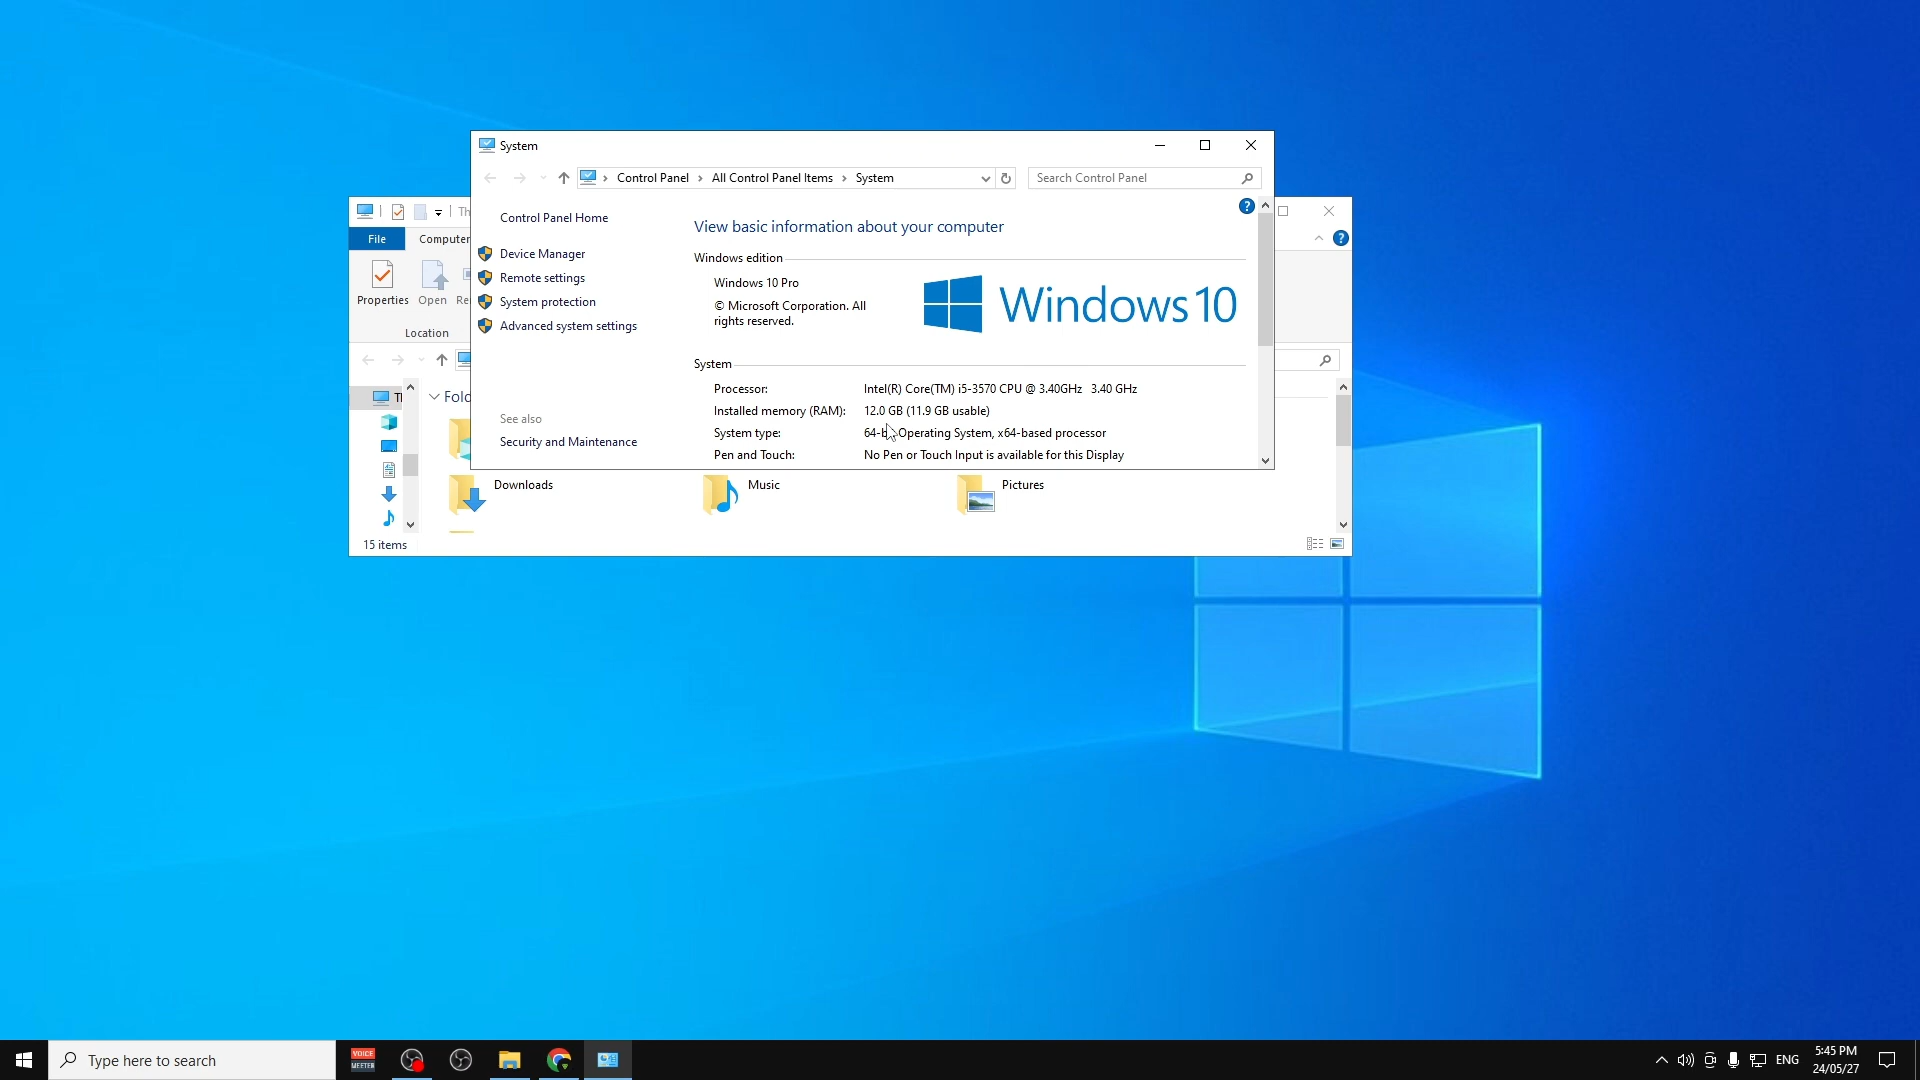 System
Control Panel > All Control Panel Items > System
Search Control Panel
Control Panel Home
Device Manager
Remote settings
System protection
Advanced system settings
See also
Security and Maintenance
View basic information about your computer
Windows edition
Windows 10 Pro
© Microsoft Corporation. All
rights reserved.
Windows 10
System
Processor: Intel(R) Core(TM) i5-3570 CPU @ 3.40GHz 3.40 GHz
Installed memory (RAM): 12.0 GB (11.9 GB usable)
System type: 64-b Operating System, x64-based processor
Pen and Touch: No Pen or Touch Input is available for this Display
Th
File Computer
Properties Open Re
Location
Folc
Downloads Music Pictures
15 items
Type here to search
VOICE
MEETER
ENG
5:45 PM
24/05/27